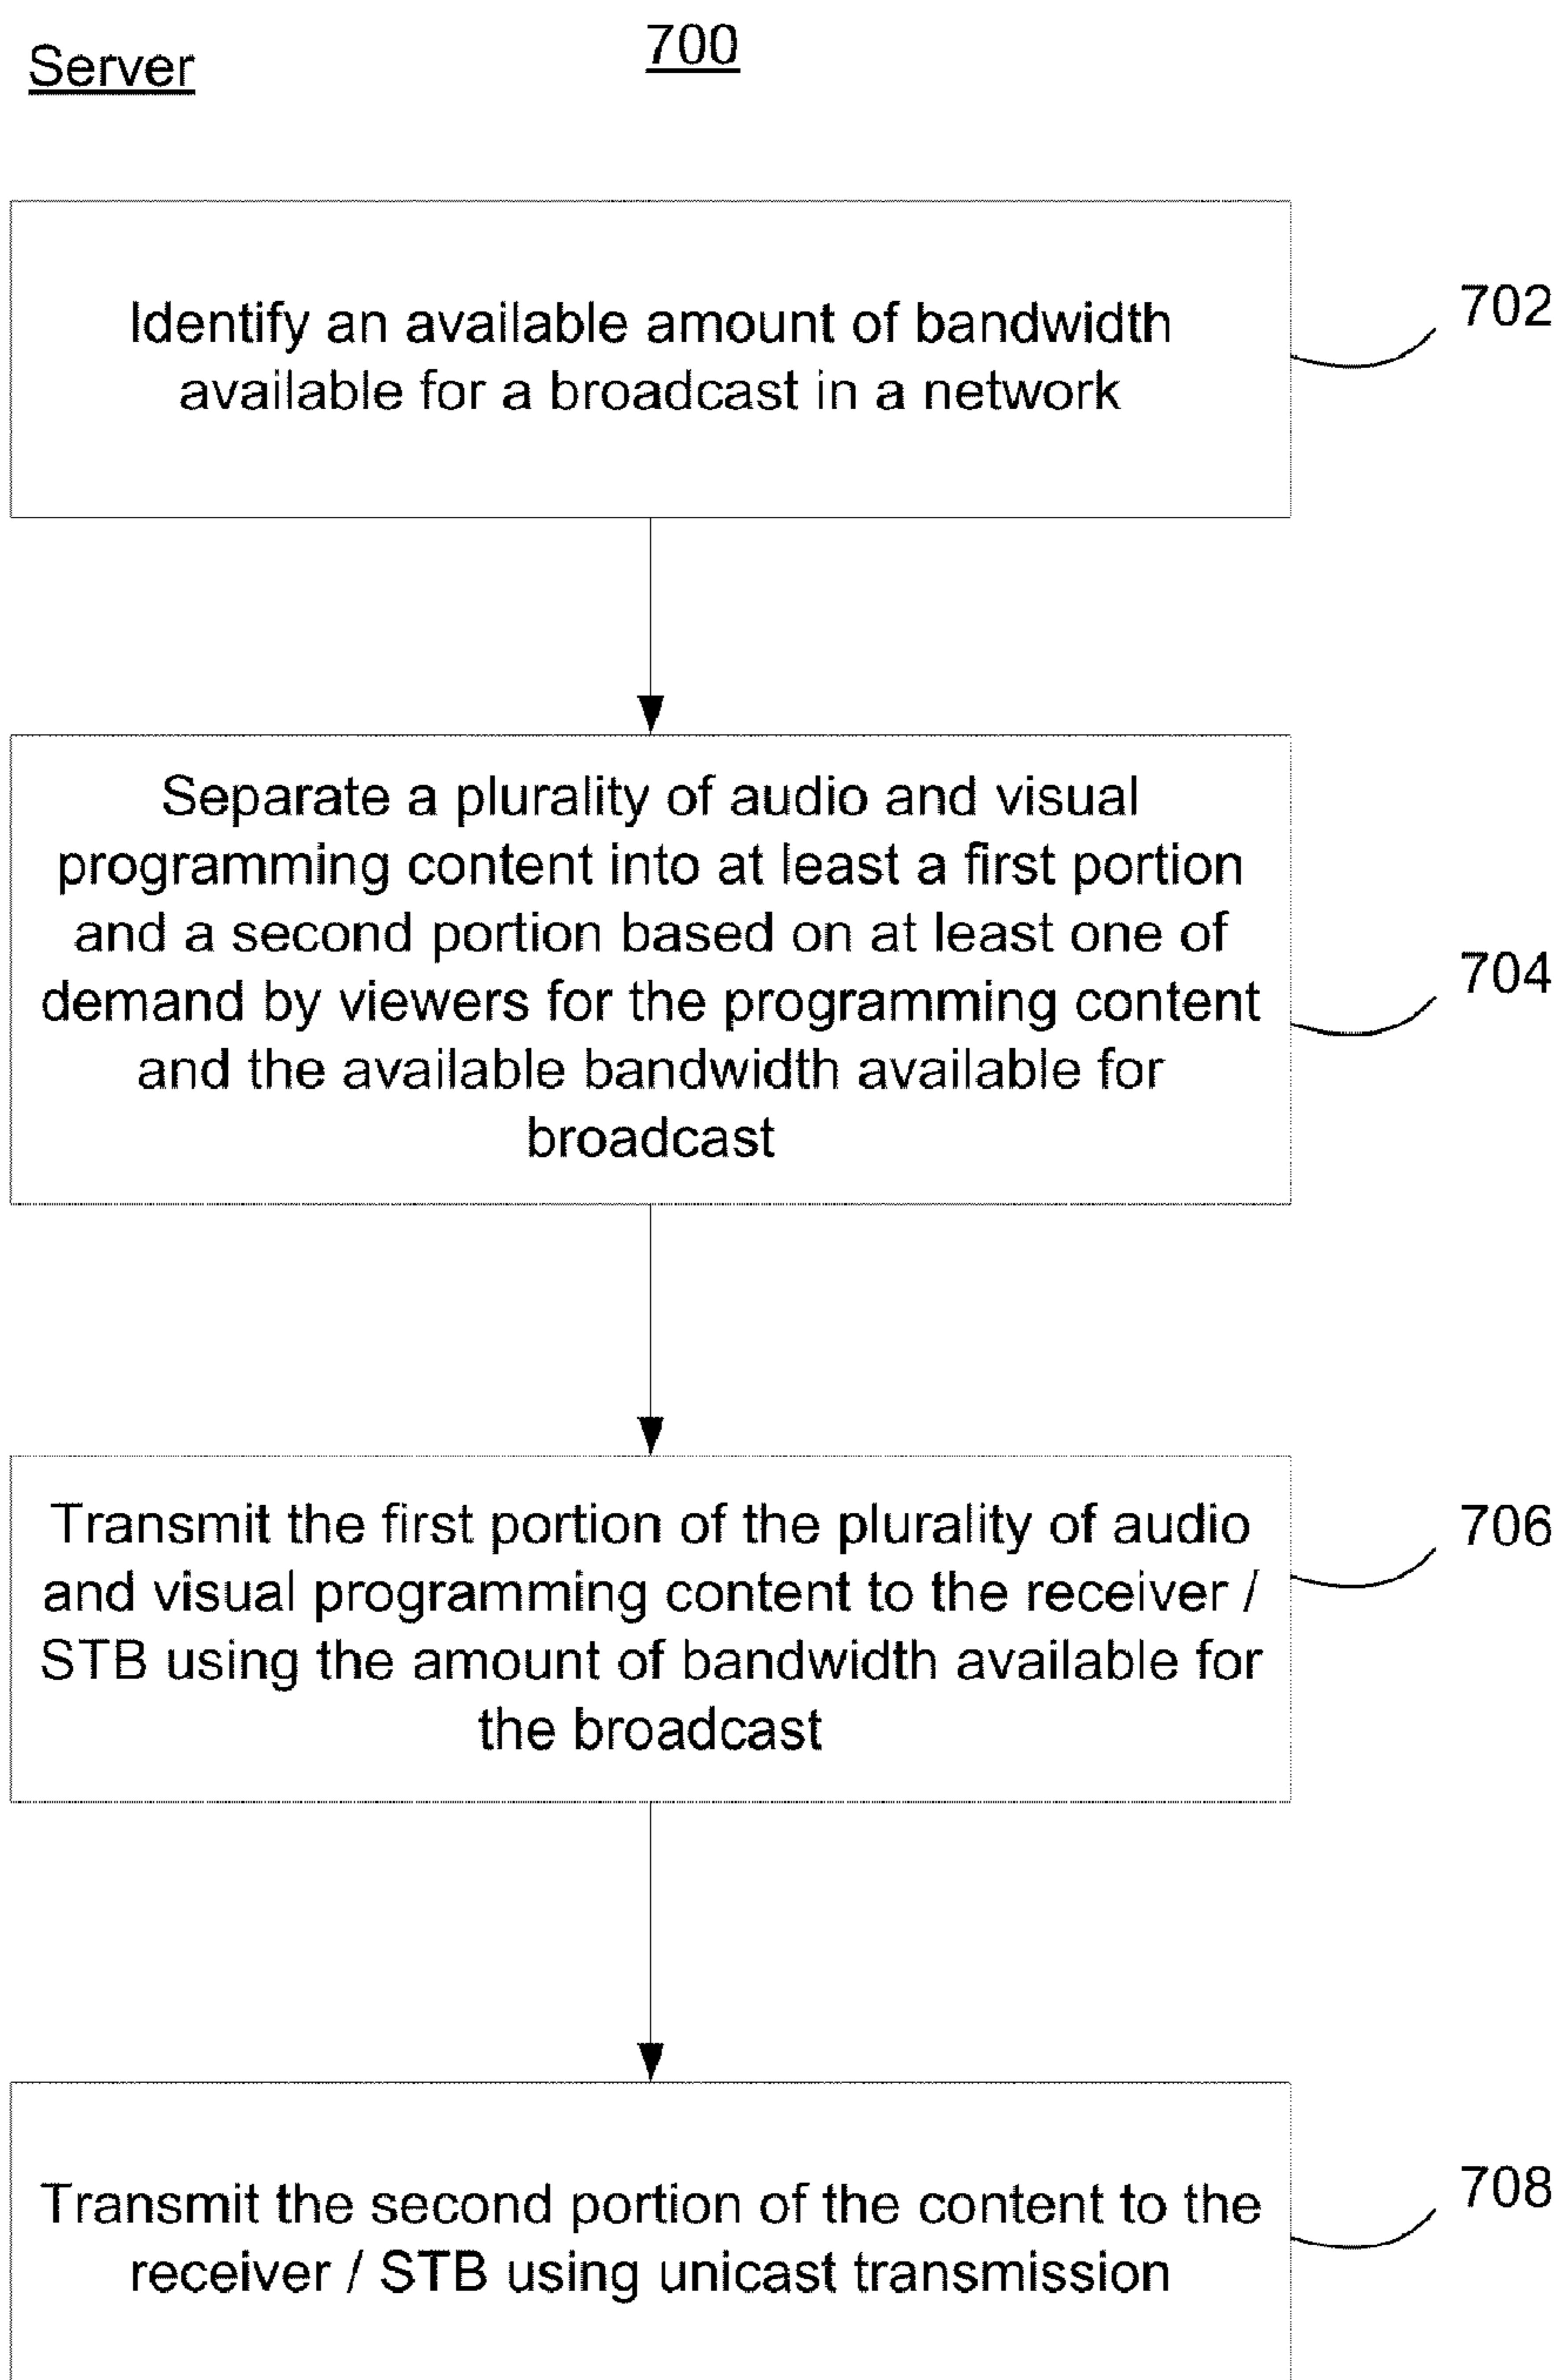 Server
700
Identify an available amount of bandwidth
available for a broadcast in a network
702
Separate a plurality of audio and visual
programming content into at least a first portion
and a second portion based on at least one of
demand by viewers for the programming content
and the available bandwidth available for
broadcast
704
Transmit the first portion of the plurality of audio
and visual programming content to the receiver /
STB using the amount of bandwidth available for
the broadcast
706
Transmit the second portion of the content to the
receiver / STB using unicast transmission
708